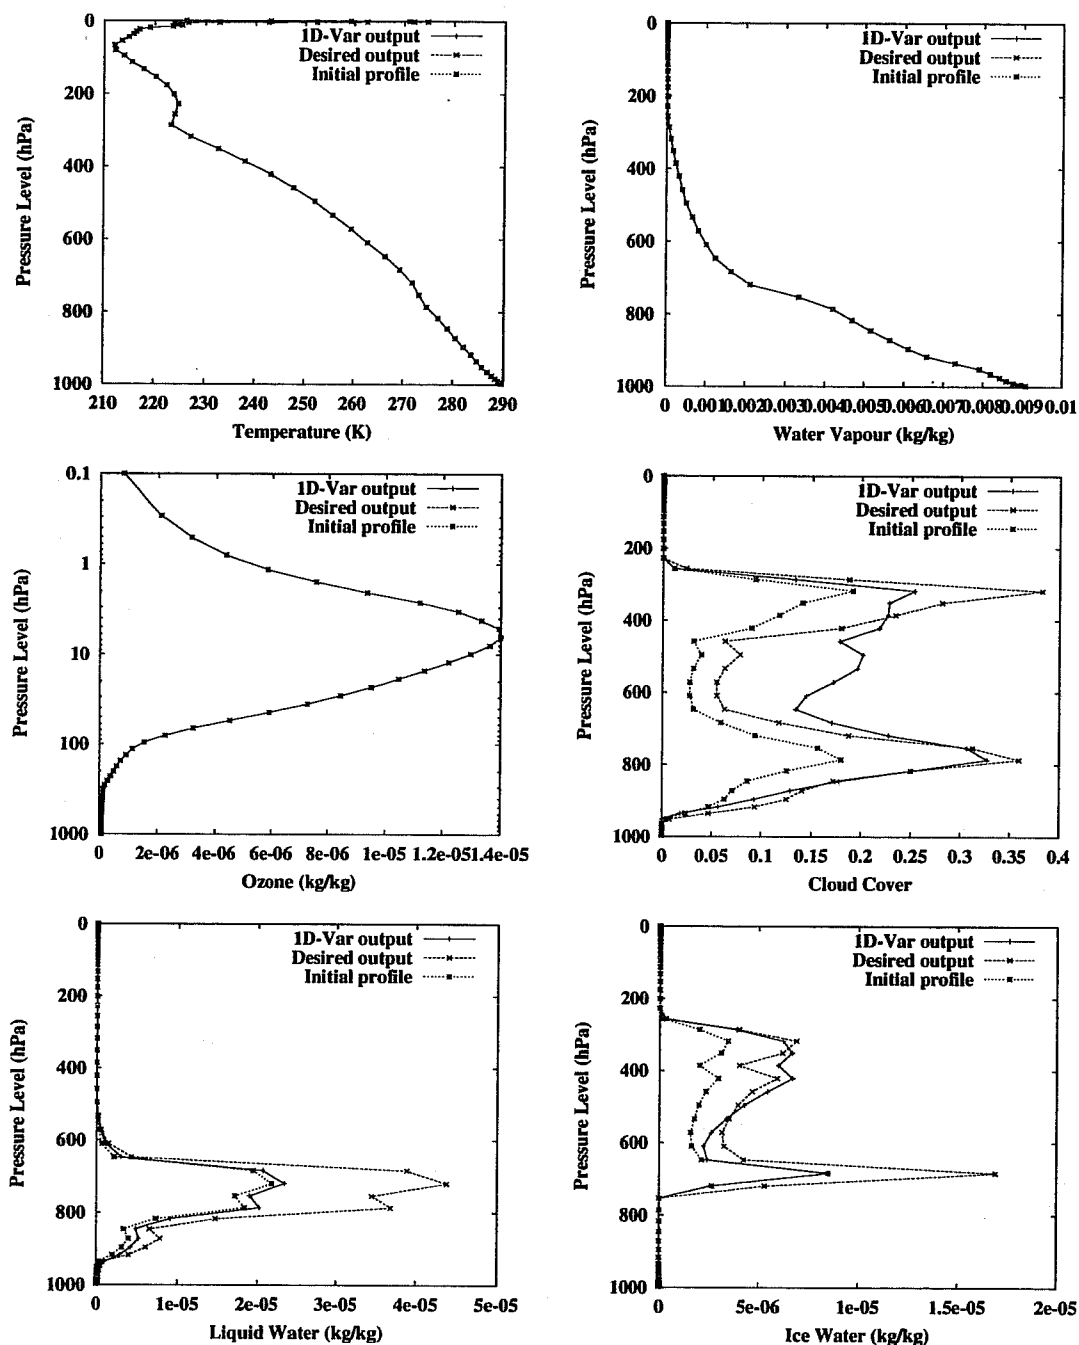 1D-Var output
Desired output
Initial profile
Pressure Level (hPa)
0
200
400
600
800
1000
210 220 230 240 250 260 270 280 290
Temperature (K)
1D-Var output
Desired output
Initial profile
Pressure Level (hPa)
0
200
400
600
800
1000
0 0.001 0.002 0.003 0.004 0.005 0.006 0.007 0.008 0.009 0.01
Water Vapour (kg/kg)
1D-Var output
Desired output
Initial profile
Pressure Level (hPa)
0.1
1
10
100
1000
0 2e-06 4e-06 6e-06 8e-06 1e-05 1.2e-05 1.4e-05
Ozone (kg/kg)
1D-Var output
Desired output
Initial profile
Pressure Level (hPa)
0
200
400
600
800
1000
0 0.05 0.1 0.15 0.2 0.25 0.3 0.35 0.4
Cloud Cover
1D-Var output
Desired output
Initial profile
Pressure Level (hPa)
0
200
400
600
800
1000
0 1e-05 2e-05 3e-05 4e-05 5e-05
Liquid Water (kg/kg)
1D-Var output
Desired output
Initial profile
Pressure Level (hPa)
0
200
400
600
800
1000
0 5e-06 1e-05 1.5e-05 2e-05
Ice Water (kg/kg)